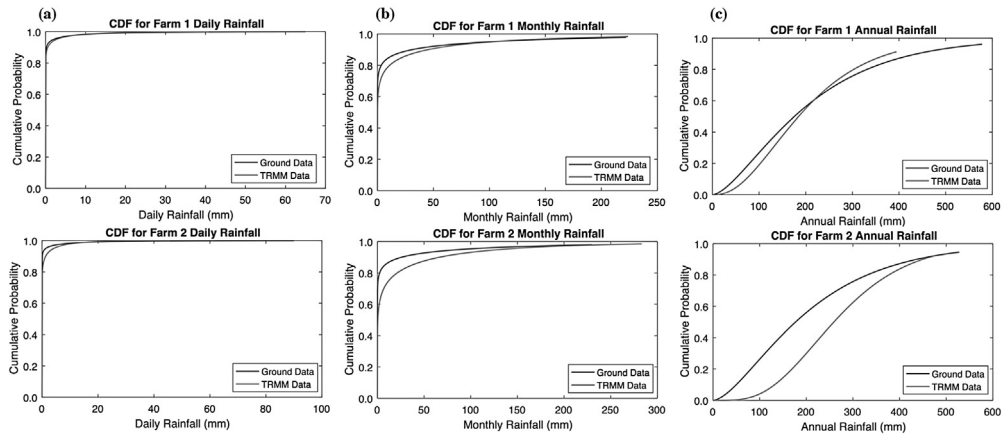 (a)
CDF for Farm 1 Daily Rainfall
Cumulative Probability
1.0
0.8
0.6
0.4
0.2
0.0
0 10 20 30 40 50 60 70
Daily Rainfall (mm)
Ground Data
TRMM Data
(b)
CDF for Farm 1 Monthly Rainfall
Cumulative Probability
1.0
0.8
0.6
0.4
0.2
0.0
0 50 100 150 200 250
Monthly Rainfall (mm)
Ground Data
TRMM Data
(c)
CDF for Farm 1 Annual Rainfall
Cumulative Probability
1.0
0.8
0.6
0.4
0.2
0.0
0 100 200 300 400 500 600
Annual Rainfall (mm)
Ground Data
TRMM Data
CDF for Farm 2 Daily Rainfall
Cumulative Probability
1.0
0.8
0.6
0.4
0.2
0.0
0 20 40 60 80 100
Daily Rainfall (mm)
Ground Data
TRMM Data
CDF for Farm 2 Monthly Rainfall
Cumulative Probability
1.0
0.8
0.6
0.4
0.2
0.0
0 50 100 150 200 250 300
Monthly Rainfall (mm)
Ground Data
TRMM Data
CDF for Farm 2 Annual Rainfall
Cumulative Probability
1.0
0.8
0.6
0.4
0.2
0.0
0 100 200 300 400 500 600
Annual Rainfall (mm)
Ground Data
TRMM Data